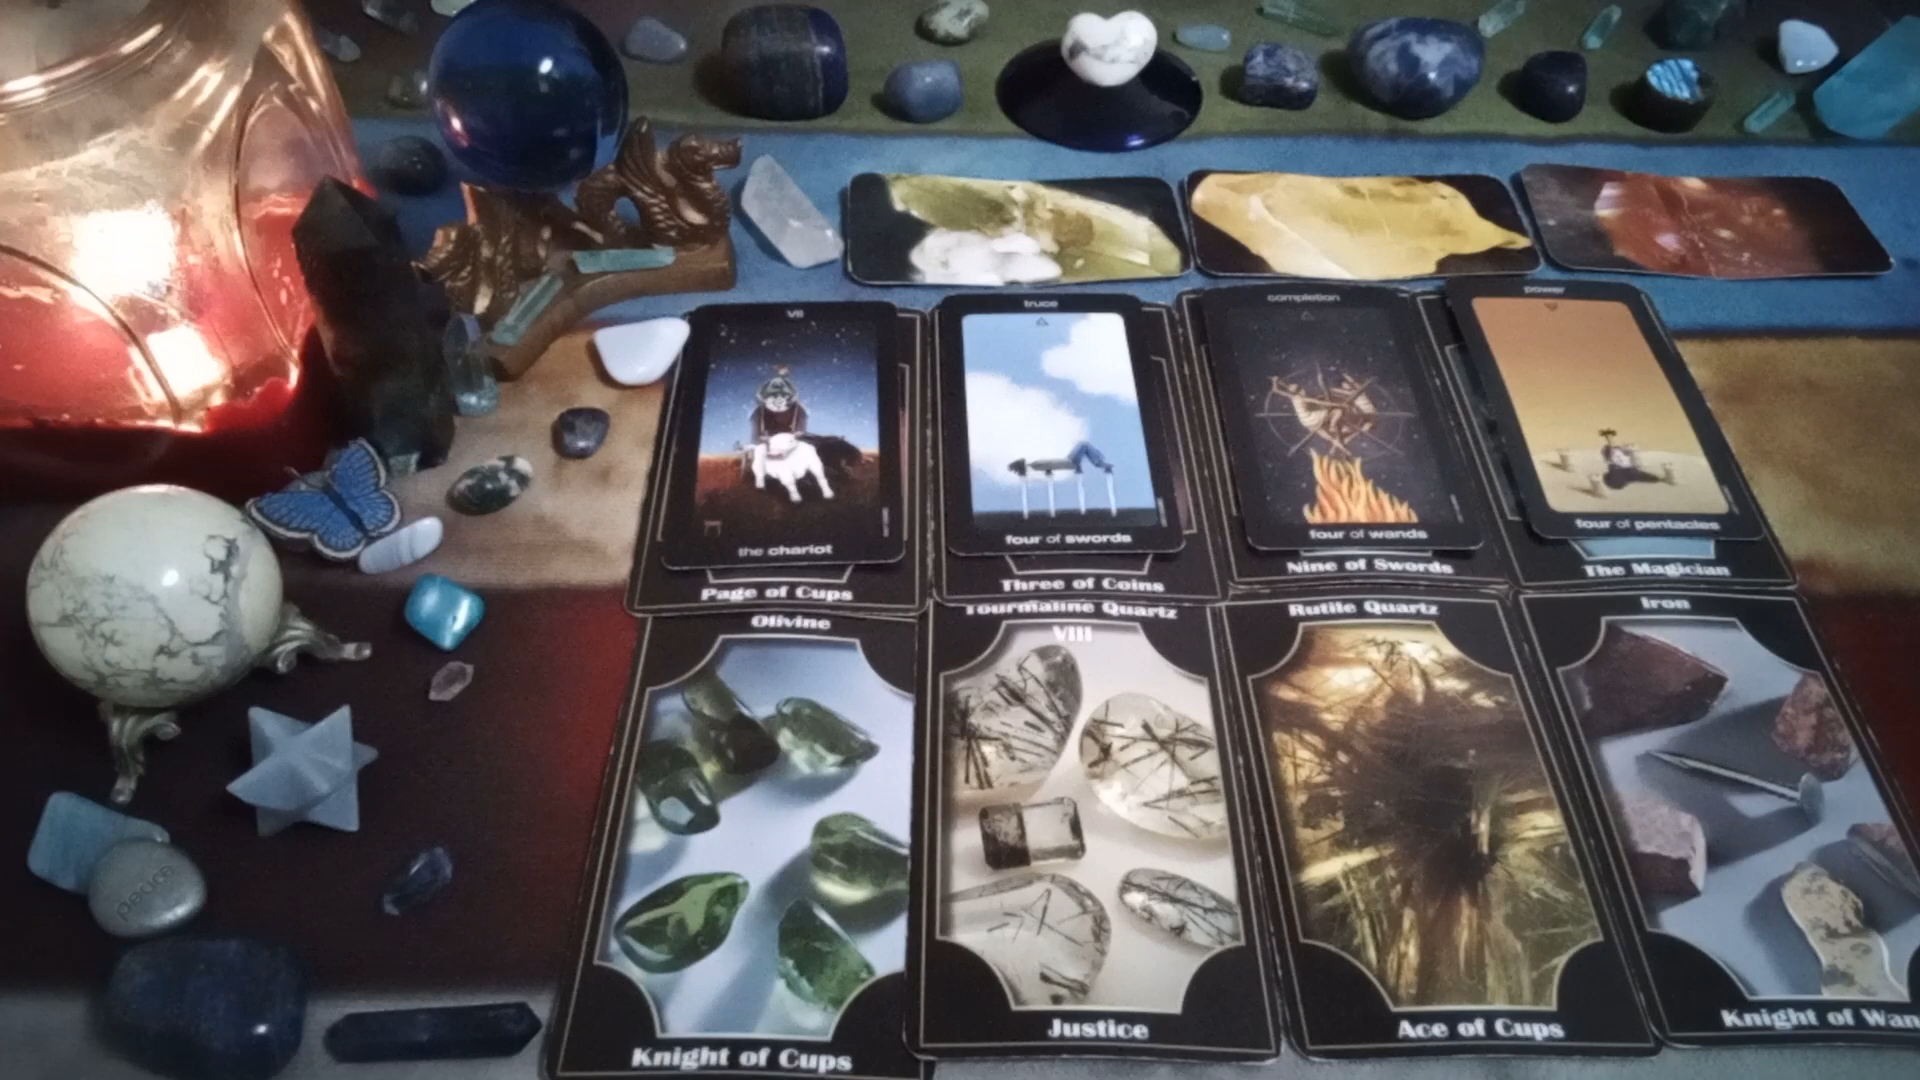 VII
truce
completion
power
the chariot
four of swords
four of wands
four of pentacles
Page of Cups
Three of Coins
Nine of Swords
The Magician
Olivine
Tourmaline Quartz
VIII
Rutile Quartz
Iron
peace
Knight of Cups
Justice
Ace of Cups
Knight of Wan